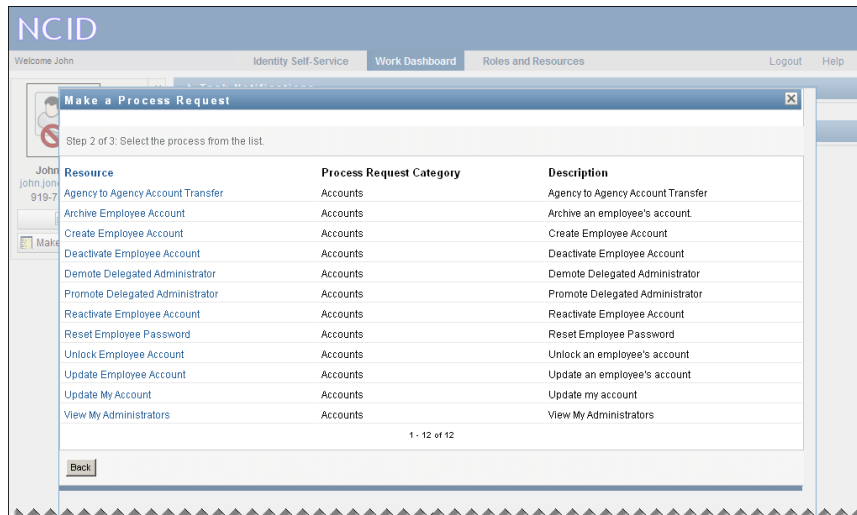 NCID
Welcome John
Identity Self-Service
Work Dashboard
Roles and Resources
Logout
Help
Make a Process Request
Step 2 of 3: Select the process from the list.
Resource Process Request Category Description
Agency to Agency Account Transfer Accounts Agency to Agency Account Transfer
Archive Employee Account Accounts Archive an employee's account.
Create Employee Account Accounts Create Employee Account
Deactivate Employee Account Accounts Deactivate Employee Account
Demote Delegated Administrator Accounts Demote Delegated Administrator
Promote Delegated Administrator Accounts Promote Delegated Administrator
Reactivate Employee Account Accounts Reactivate Employee Account
Reset Employee Password Accounts Reset Employee Password
Unlock Employee Account Accounts Unlock an employee's account
Update Employee Account Accounts Update an employee's account
Update My Account Accounts Update my account
View My Administrators Accounts View My Administrators
1 - 12 of 12
Back
John
john.jon
919-7
Make